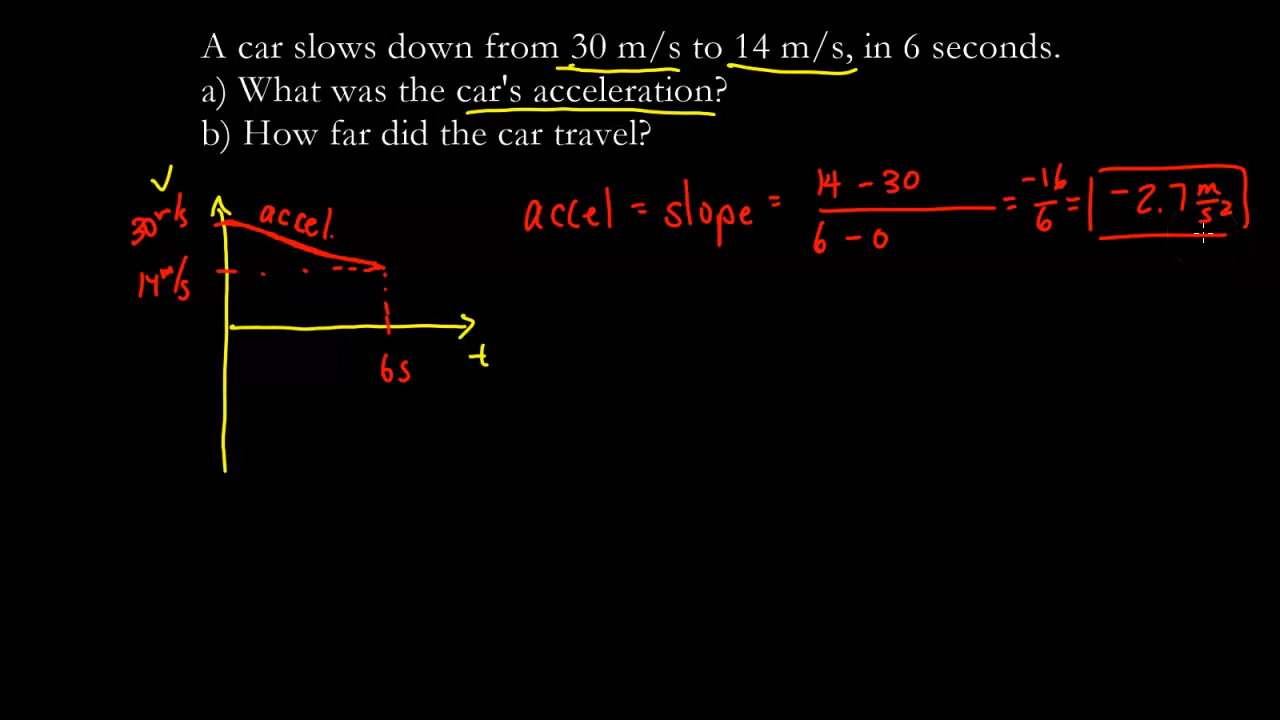 A car slows down from 30 m/s to 14 m/s, in 6 seconds.
a) What was the car's acceleration?
b) How far did the car travel?
v
30 m/s
accel.
14 m/s
6s
t
accel = slope = 14 - 30 / 6 - 0 = -16/6 = -2.7 m/s²